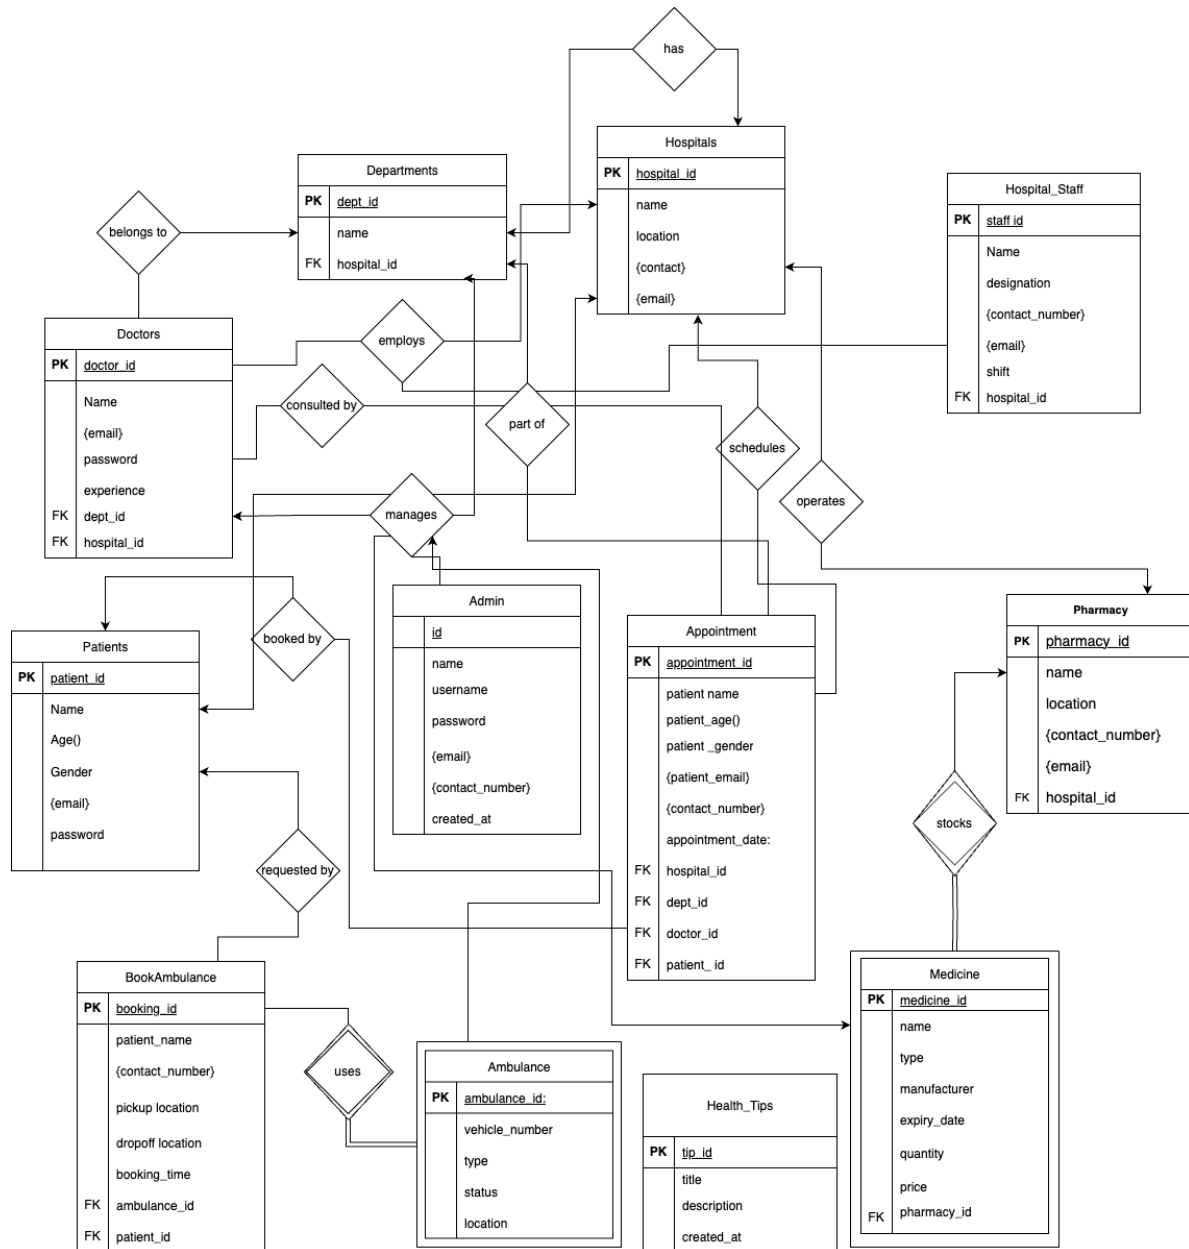 has
Hospitals
PK hospital_id
name
location
{contact}
{email}
Departments
PK dept_id
name
FK hospital_id
Hospital_Staff
PK staff id
Name
designation
{contact_number}
{email}
shift
FK hospital_id
belongs to
Doctors
PK doctor_id
Name
{email}
password
experience
FK dept_id
FK hospital_id
employs
consulted by
part of
schedules
operates
manages
booked by
Patients
PK patient_id
Name
Age()
Gender
{email}
password
Admin
id
name
username
password
{email}
{contact_number}
created_at
Appointment
PK appointment_id
patient name
patient_age()
patient _gender
{patient_email}
{contact_number}
appointment_date:
FK hospital_id
FK dept_id
FK doctor_id
FK patient_ id
Pharmacy
PK pharmacy_id
name
location
{contact_number}
{email}
FK hospital_id
stocks
requested by
BookAmbulance
PK booking_id
patient_name
{contact_number}
pickup location
dropoff location
booking_time
FK ambulance_id
FK patient_id
uses
Ambulance
PK ambulance_id:
vehicle_number
type
status
location
Health_Tips
PK tip_id
title
description
created_at
Medicine
PK medicine_id
name
type
manufacturer
expiry_date
quantity
price
FK pharmacy_id